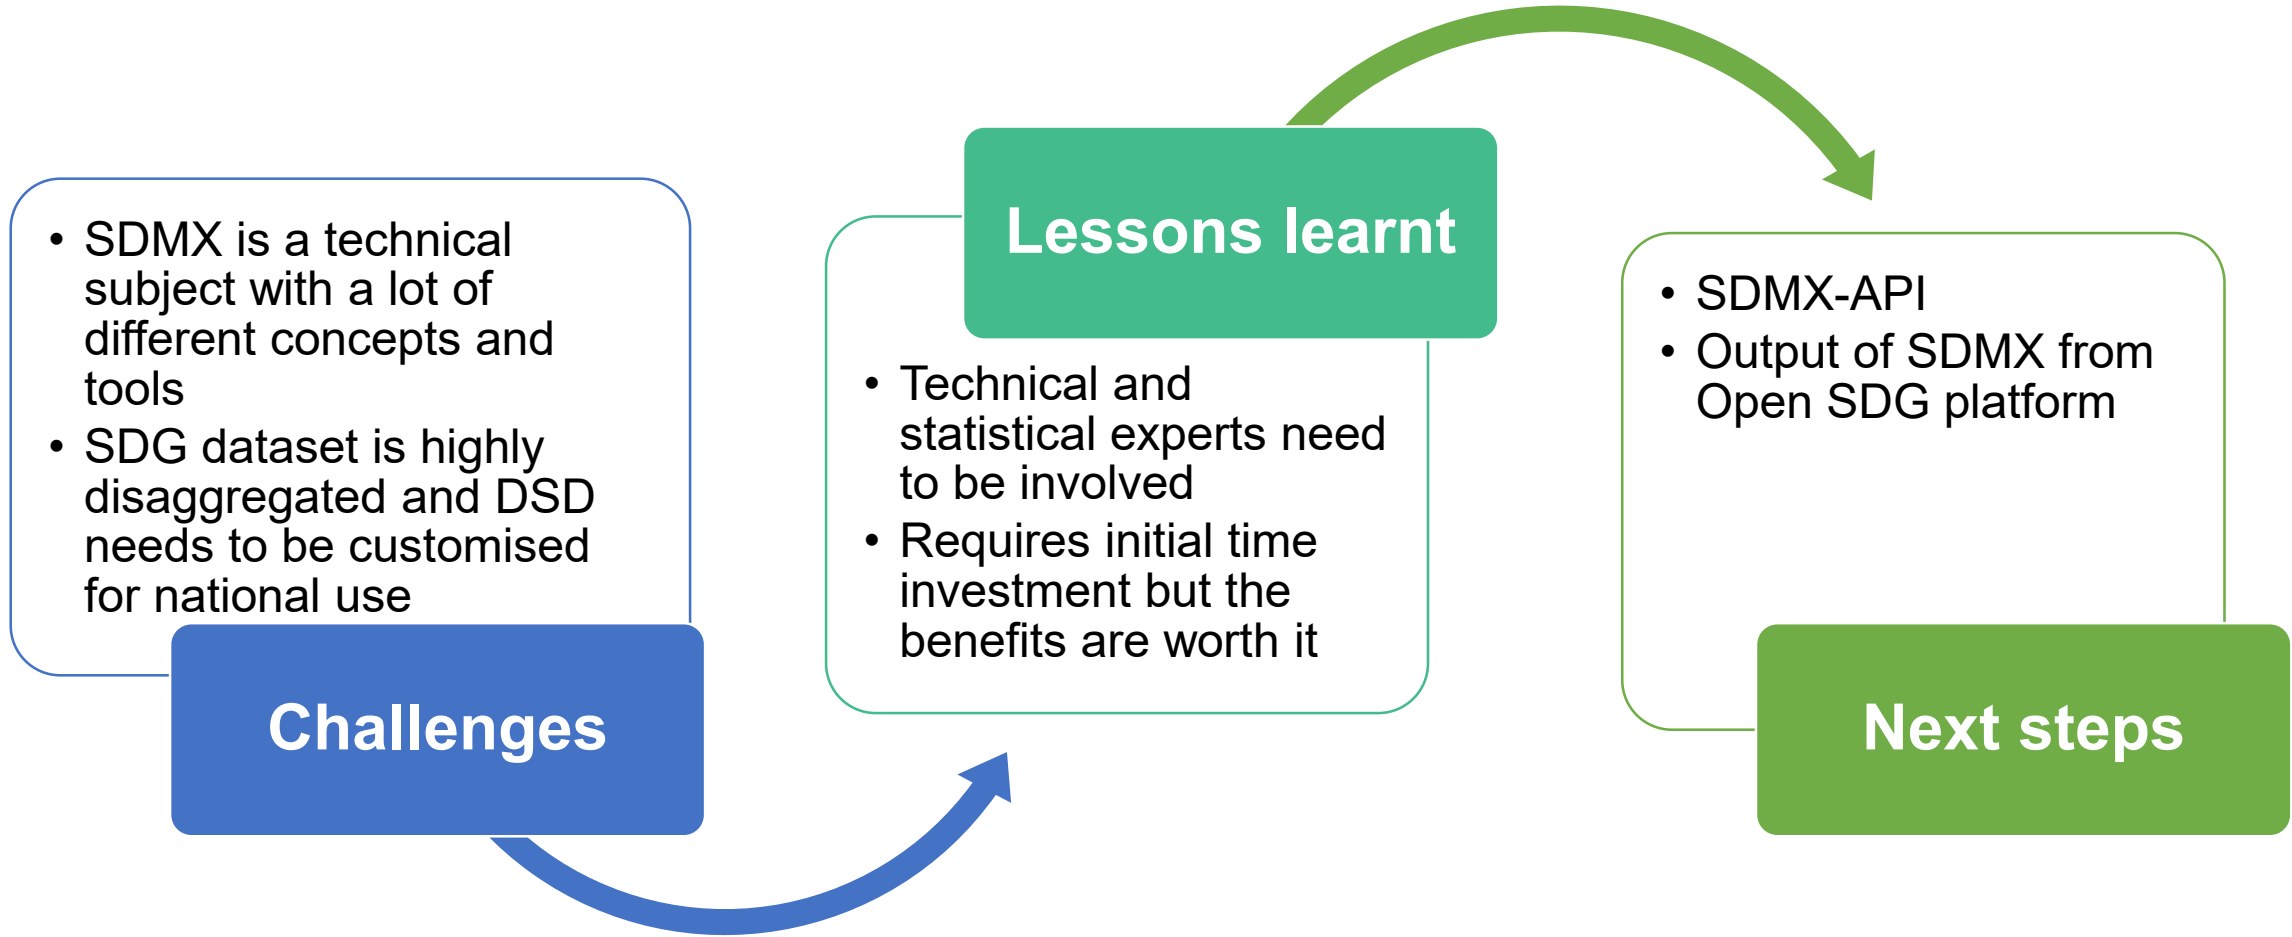 • SDMX is a technical
subject with a lot of
different concepts and
tools
• SDG dataset is highly
disaggregated and DSD
needs to be customised
for national use
Challenges
Lessons learnt
• Technical and
statistical experts need
to be involved
• Requires initial time
investment but the
benefits are worth it
• SDMX-API
• Output of SDMX from
Open SDG platform
Next steps